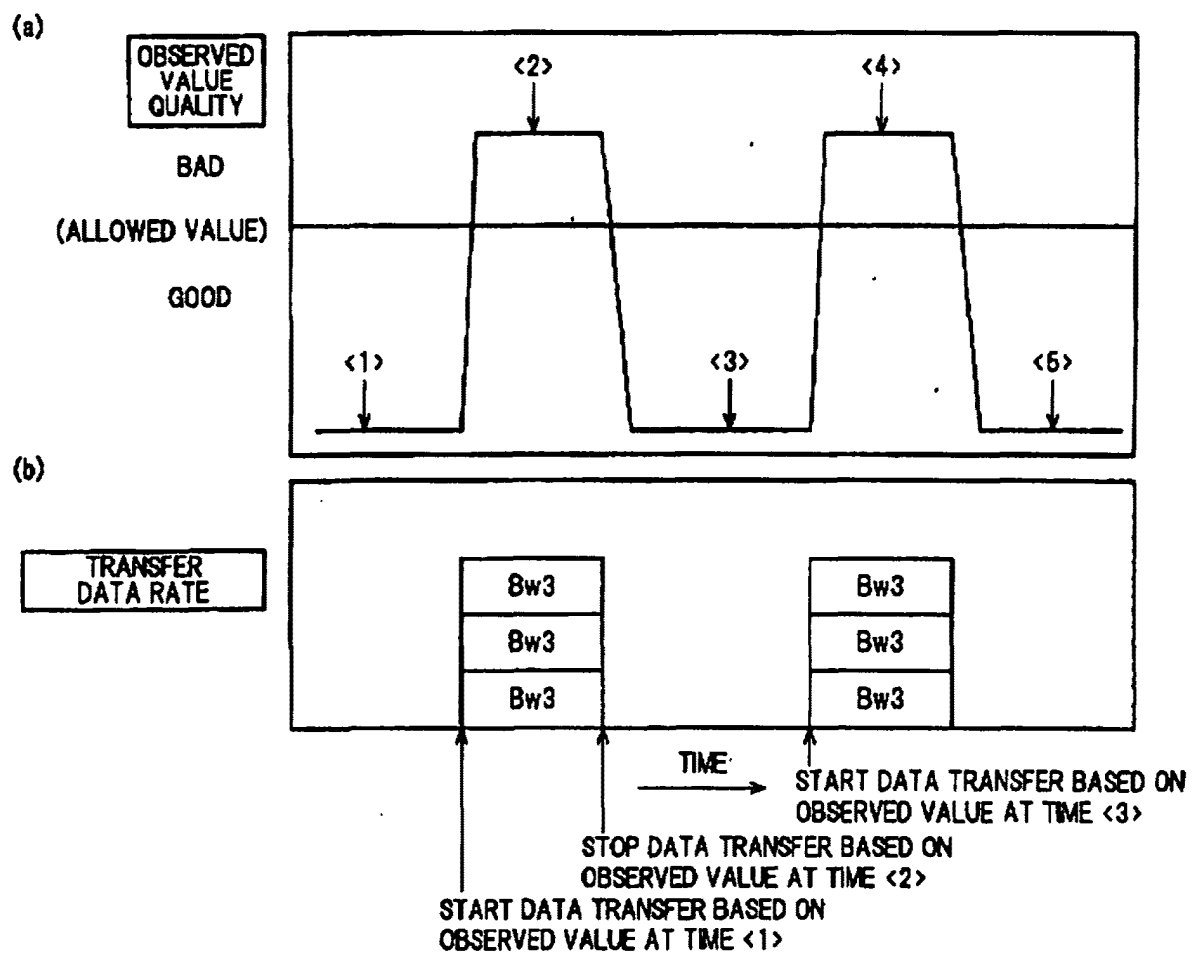 (a)
OBSERVED
VALUE
QUALITY
<2>
<4>
BAD
(ALLOWED VALUE)
GOOD
<1>
<3>
<5>
(b)
TRANSFER
DATA RATE
Bw3
Bw3
Bw3
Bw3
Bw3
Bw3
TIME
START DATA TRANSFER BASED ON
OBSERVED VALUE AT TIME <3>
STOP DATA TRANSFER BASED ON
OBSERVED VALUE AT TIME <2>
START DATA TRANSFER BASED ON
OBSERVED VALUE AT TIME <1>